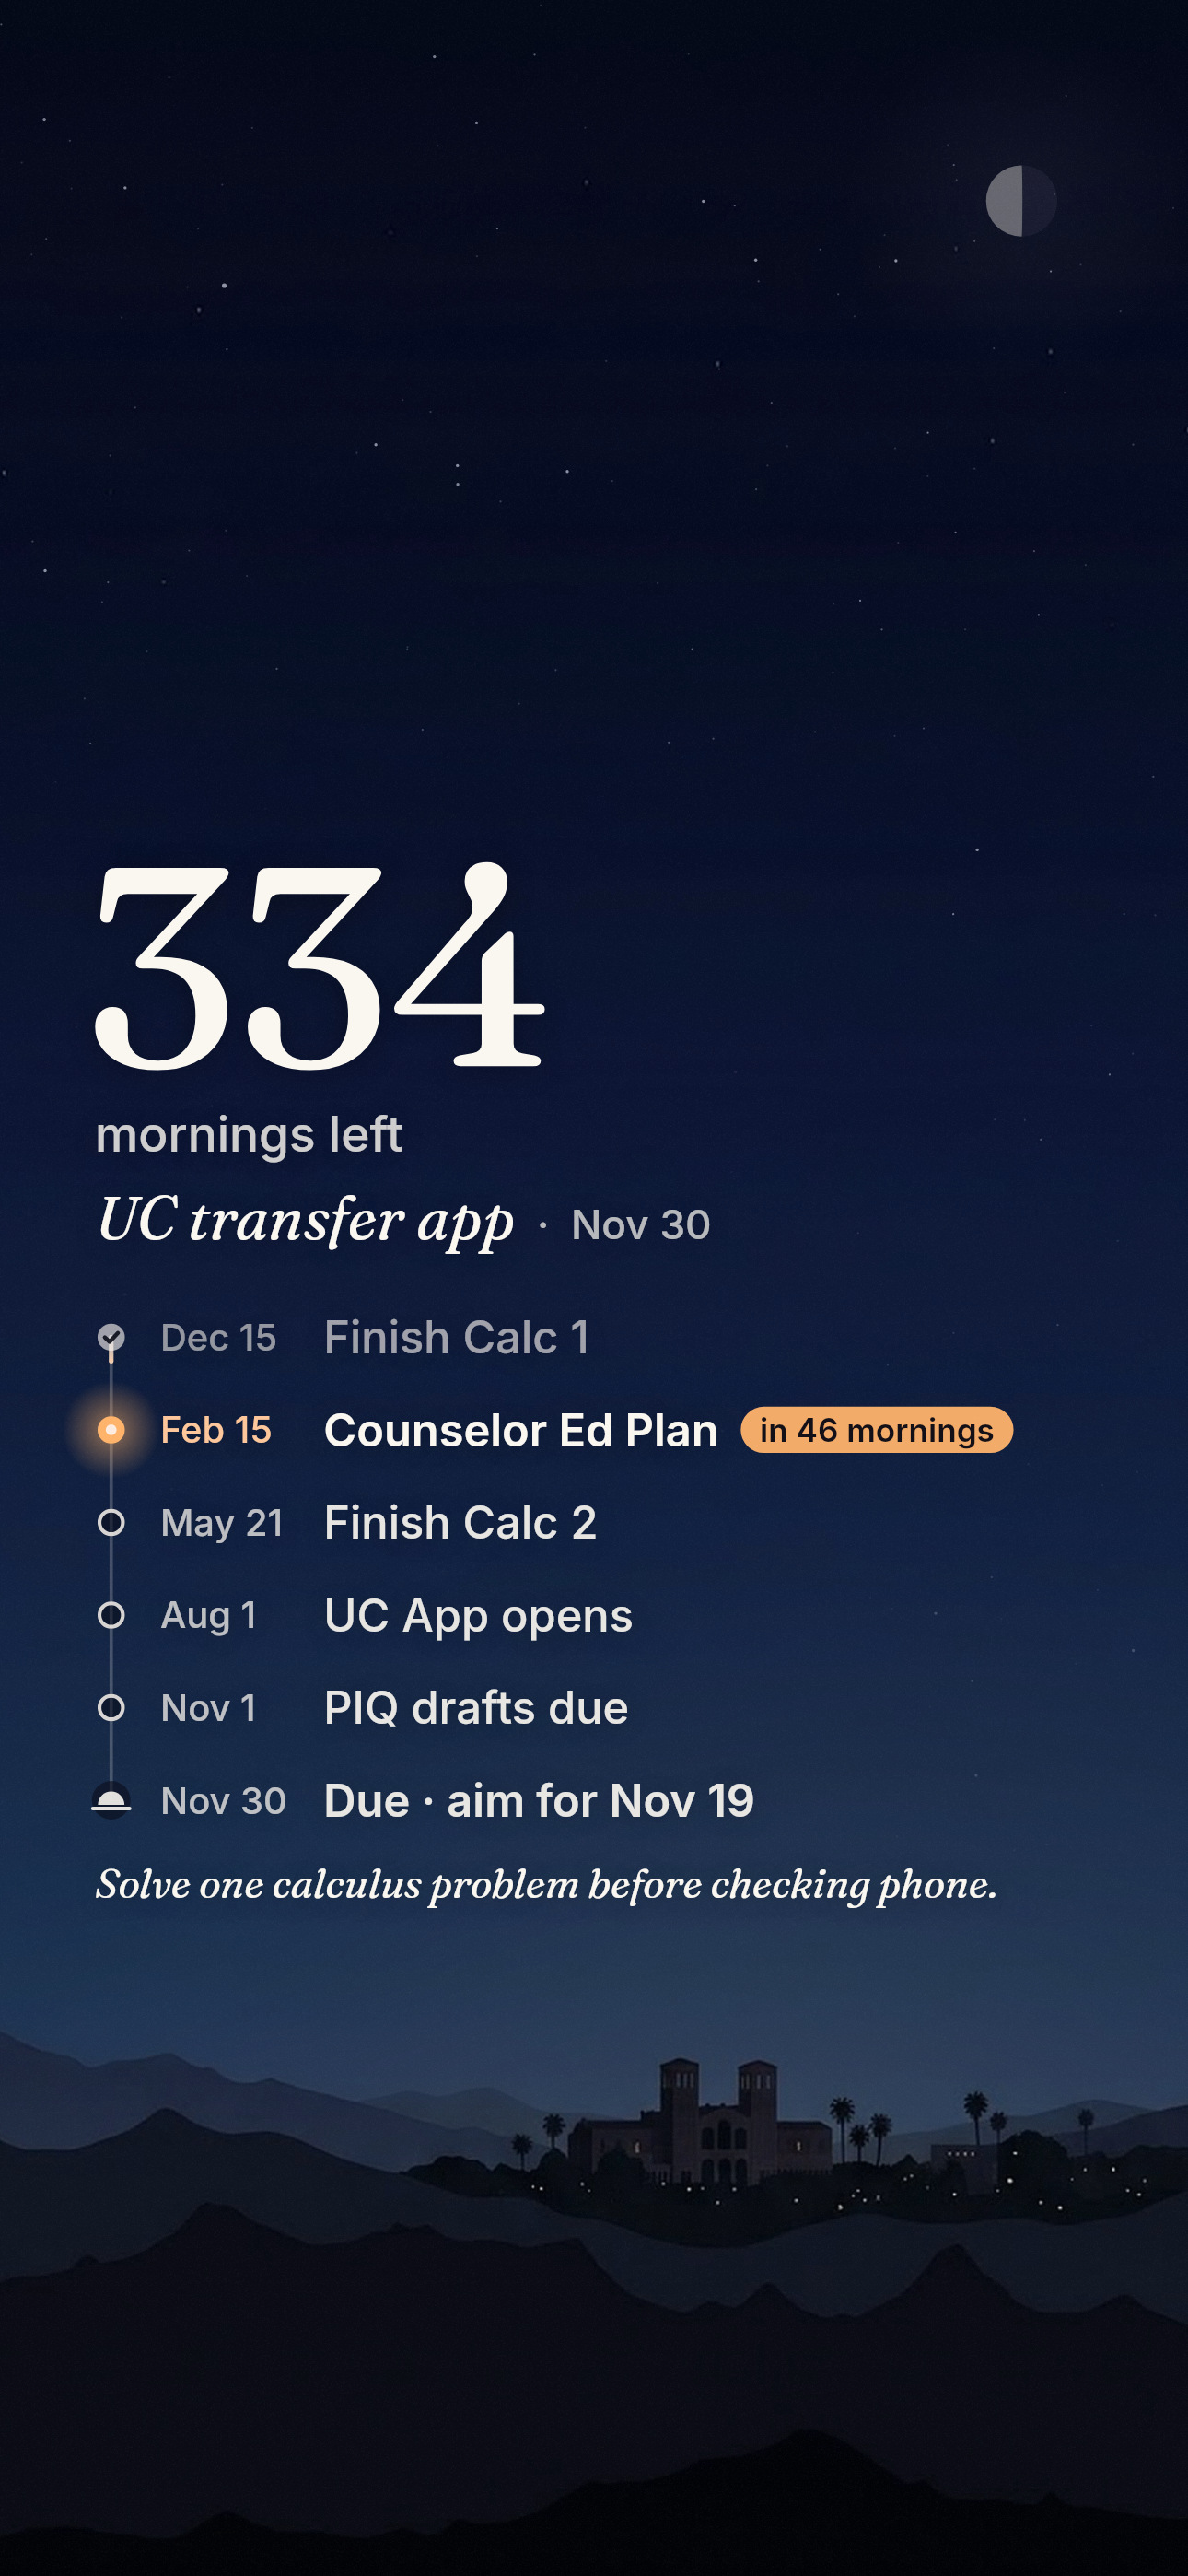 334
mornings left
UC transfer app · Nov 30
Dec 15 Finish Calc 1
Feb 15 Counselor Ed Plan in 46 mornings
May 21 Finish Calc 2
Aug 1 UC App opens
Nov 1 PIQ drafts due
Nov 30 Due · aim for Nov 19
Solve one calculus problem before checking phone.